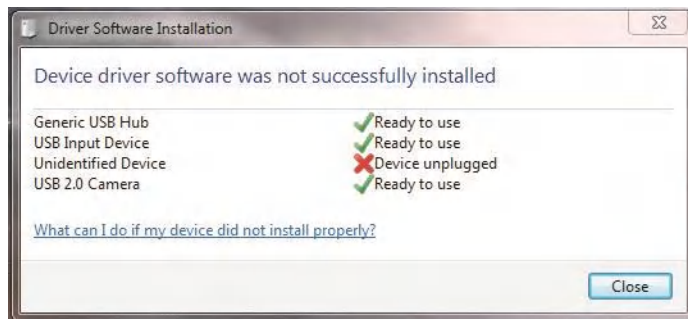 Driver Software Installation
Device driver software was not successfully installed
Generic USB Hub Ready to use
USB Input Device Ready to use
Unidentified Device Device unplugged
USB 2.0 Camera Ready to use
What can I do if my device did not install properly?
Close